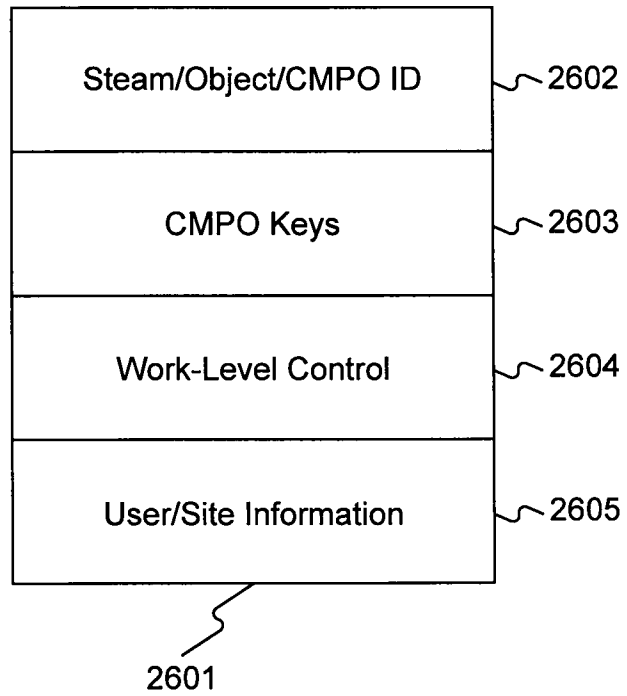 Steam/Object/CMPO ID
2602
CMPO Keys
2603
Work-Level Control
2604
User/Site Information
2605
2601